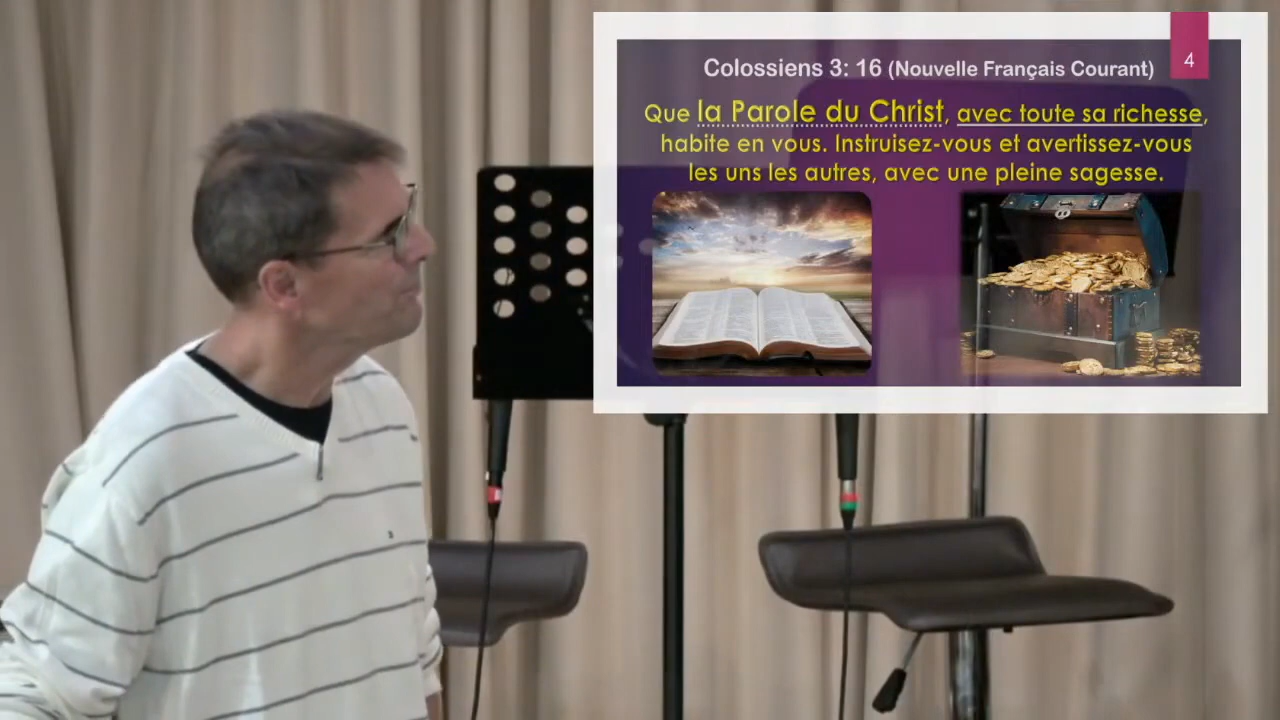 4
Colossiens 3: 16 (Nouvelle Français Courant)
Que la Parole du Christ, avec toute sa richesse,
habite en vous. Instruisez-vous et avertissez-vous
les uns les autres, avec une pleine sagesse.